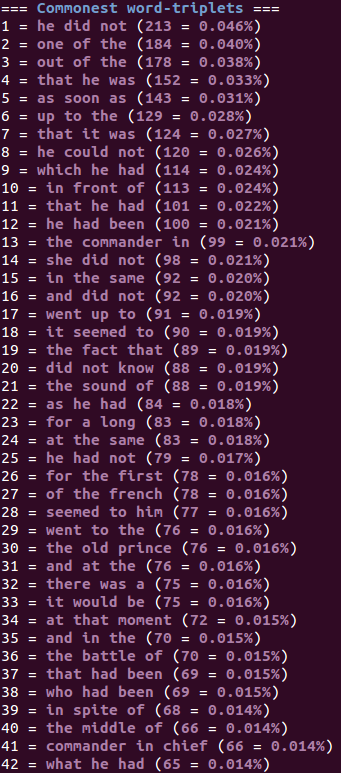 === Commonest word-triplets ===
1 = he did not (213 = 0.046%)
2 = one of the (184 = 0.040%)
3 = out of the (178 = 0.038%)
4 = that he was (152 = 0.033%)
5 = as soon as (143 = 0.031%)
6 = up to the (129 = 0.028%)
7 = that it was (124 = 0.027%)
8 = he could not (120 = 0.026%)
9 = which he had (114 = 0.024%)
10 = in front of (113 = 0.024%)
11 = that he had (101 = 0.022%)
12 = he had been (100 = 0.021%)
13 = the commander in (99 = 0.021%)
14 = she did not (98 = 0.021%)
15 = in the same (92 = 0.020%)
16 = and did not (92 = 0.020%)
17 = went up to (91 = 0.019%)
18 = it seemed to (90 = 0.019%)
19 = the fact that (89 = 0.019%)
20 = did not know (88 = 0.019%)
21 = the sound of (88 = 0.019%)
22 = as he had (84 = 0.018%)
23 = for a long (83 = 0.018%)
24 = at the same (83 = 0.018%)
25 = he had not (79 = 0.017%)
26 = for the first (78 = 0.016%)
27 = of the french (78 = 0.016%)
28 = seemed to him (77 = 0.016%)
29 = went to the (76 = 0.016%)
30 = the old prince (76 = 0.016%)
31 = and at the (76 = 0.016%)
32 = there was a (75 = 0.016%)
33 = it would be (75 = 0.016%)
34 = at that moment (72 = 0.015%)
35 = and in the (70 = 0.015%)
36 = the battle of (70 = 0.015%)
37 = that had been (69 = 0.015%)
38 = who had been (69 = 0.015%)
39 = in spite of (68 = 0.014%)
40 = the middle of (66 = 0.014%)
41 = commander in chief (66 = 0.014%)
42 = what he had (65 = 0.014%)